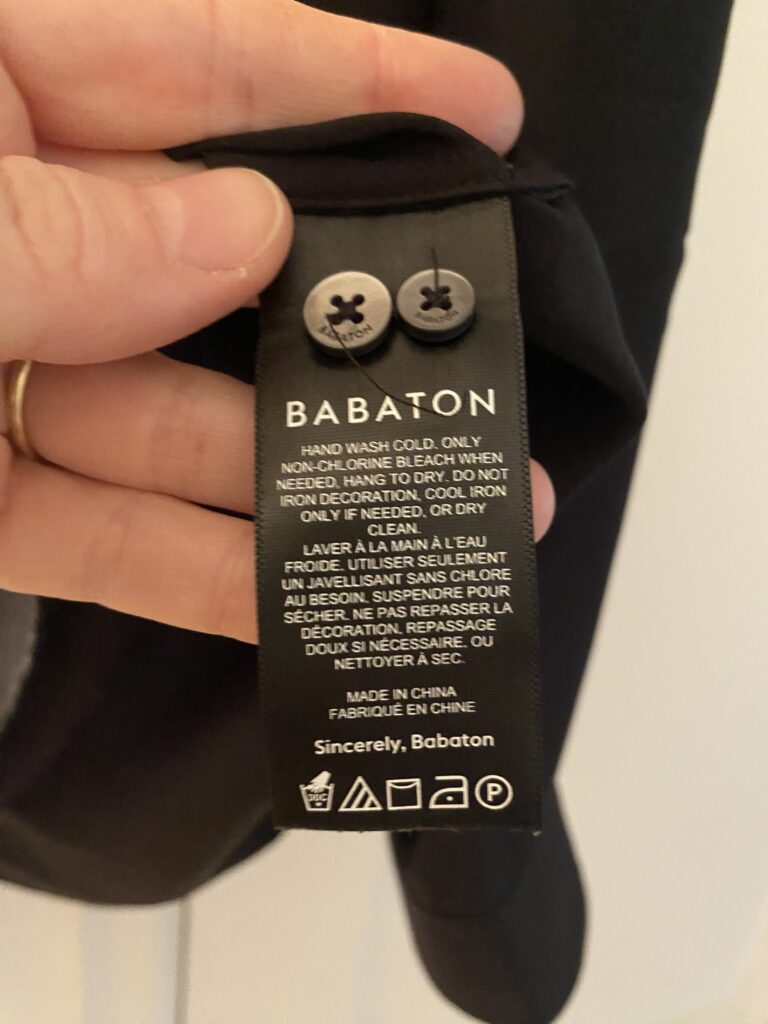 BABATON
BABATON
BABATON
HAND WASH COLD, ONLY
NON-CHLORINE BLEACH WHEN
NEEDED, HANG TO DRY. DO NOT
IRON DECORATION, COOL IRON
ONLY IF NEEDED, OR DRY
CLEAN.
LAVER À LA MAIN À L'EAU
FROIDE, UTILISER SEULEMENT
UN JAVELLISANT SANS CHLORE
AU BESOIN, SUSPENDRE POUR
SÉCHER. NE PAS REPASSER LA
DÉCORATION, REPASSAGE
DOUX SI NÉCESSAIRE, OU
NETTOYER À SEC.
MADE IN CHINA
FABRIQUÉ EN CHINE
Sincerely, Babaton
30C P